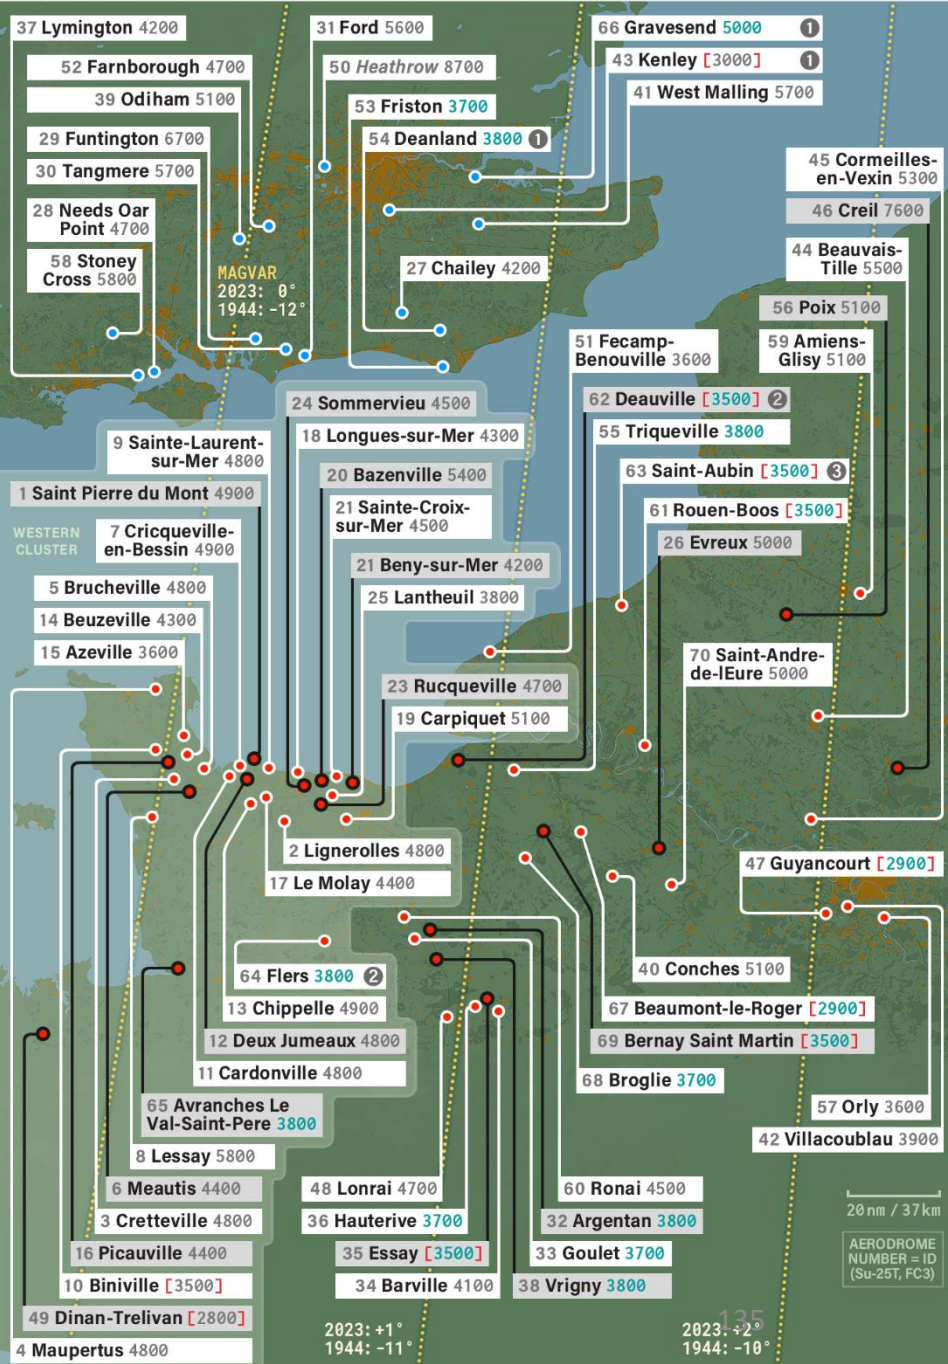 37 Lymington 4200
31 Ford 5600
66 Gravesend 5000 1
52 Farnborough 4700
50 Heathrow 8700
43 Kenley [3000] 1
39 Odiham 5100
53 Friston 3700
41 West Malling 5700
29 Funtington 6700
54 Deanland 3800 1
30 Tangmere 5700
45 Cormeilles-
en-Vexin 5300
28 Needs Oar
Point 4700
46 Creil 7600
58 Stoney
Cross 5800
44 Beauvais-
Tille 5500
MAGVAR
2023: 0°
1944: -12°
27 Chailey 4200
56 Poix 5100
51 Fecamp-
Benouville 3600
59 Amiens-
Glisy 5100
24 Sommervieu 4500
62 Deauville [3500] 2
9 Sainte-Laurent-
sur-Mer 4800
18 Longues-sur-Mer 4300
55 Triqueville 3800
20 Bazenville 5400
63 Saint-Aubin [3500] 3
1 Saint Pierre du Mont 4900
21 Sainte-Croix-
sur-Mer 4500
61 Rouen-Boos [3500]
WESTERN
CLUSTER
7 Cricqueville-
en-Bessin 4900
26 Evreux 5000
21 Beny-sur-Mer 4200
5 Brucheville 4800
25 Lantheuil 3800
14 Beuzeville 4300
15 Azeville 3600
70 Saint-Andre-
de-lEure 5000
23 Rucqueville 4700
19 Carpiquet 5100
2 Lignerolles 4800
47 Guyancourt [2900]
17 Le Molay 4400
64 Flers 3800 2
40 Conches 5100
13 Chippelle 4900
67 Beaumont-le-Roger [2900]
12 Deux Jumeaux 4800
69 Bernay Saint Martin [3500]
11 Cardonville 4800
68 Broglie 3700
65 Avranches Le
Val-Saint-Pere 3800
57 Orly 3600
42 Villacoublau 3900
8 Lessay 5800
6 Meautis 4400
48 Lonrai 4700
60 Ronai 4500
20nm / 37km
3 Cretteville 4800
36 Hauterive 3700
32 Argentan 3800
16 Picauville 4400
35 Essay [3500]
33 Goulet 3700
AERODROME
NUMBER = ID
(Su-25T, FC3)
10 Biniville [3500]
34 Barville 4100
38 Vrigny 3800
49 Dinan-Trelivan [2800]
135
2023: +1°
1944: -11°
2023: +2°
1944: -10°
4 Maupertus 4800